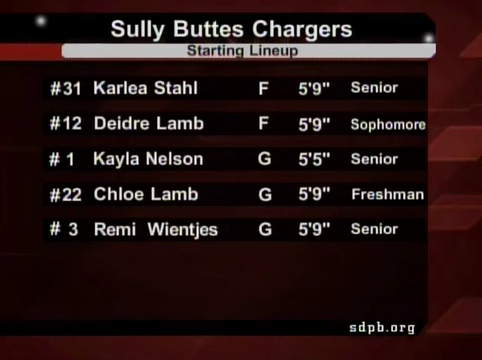 Sully Buttes Chargers
Starting Lineup
#31 Karlea Stahl F 5'9" Senior
#12 Deidre Lamb F 5'9" Sophomore
# 1 Kayla Nelson G 5'5" Senior
#22 Chloe Lamb G 5'9" Freshman
# 3 Remi Wientjes G 5'9" Senior
sdpb.org